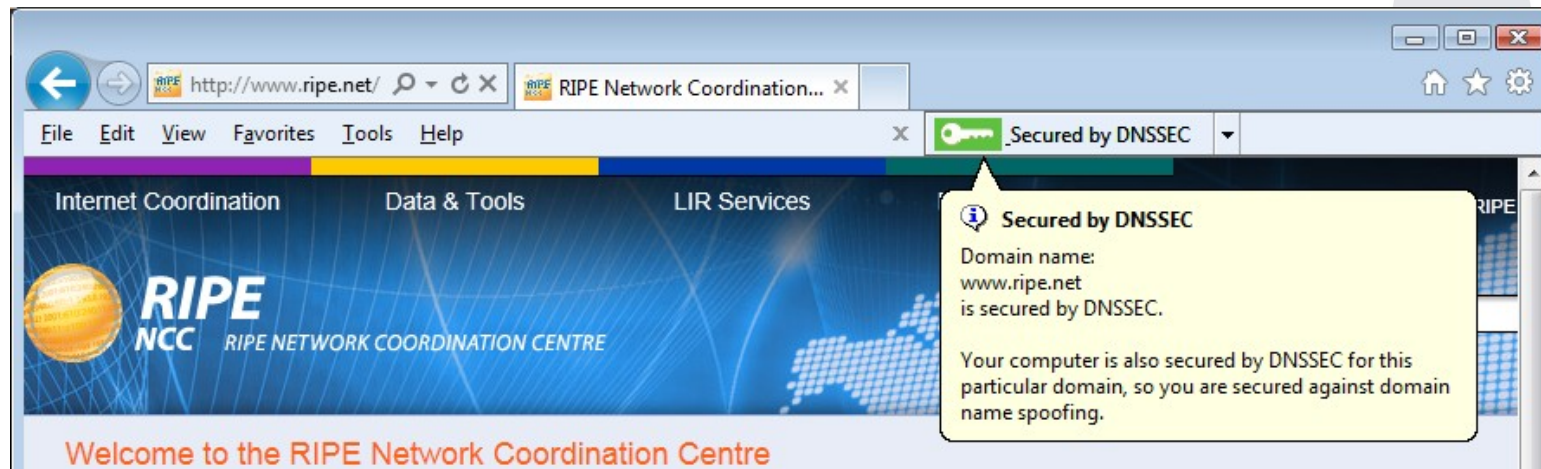 http://www.ripe.net/
RIPE Network Coordination...
File Edit View Favorites Tools Help
Secured by DNSSEC
Internet Coordination
Data & Tools
LIR Services
RIPE
RIPE
NCC
RIPE NETWORK COORDINATION CENTRE
Secured by DNSSEC
Domain name:
www.ripe.net
is secured by DNSSEC.
Your computer is also secured by DNSSEC for this
particular domain, so you are secured against domain
name spoofing.
Welcome to the RIPE Network Coordination Centre